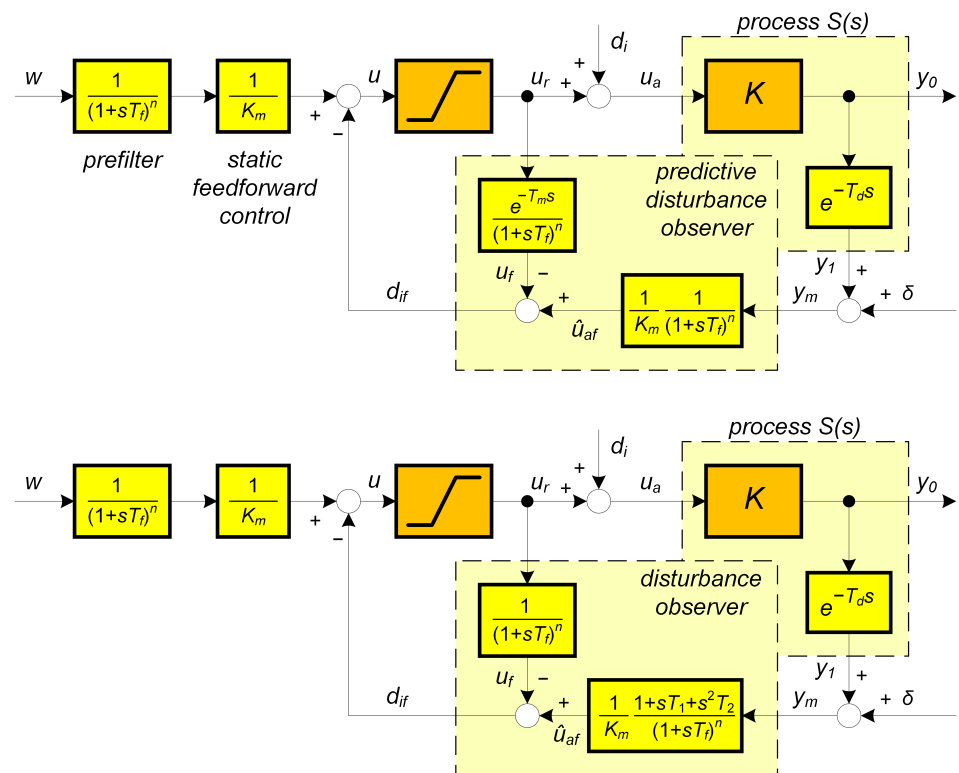 process S(s)
w
1/(1+sT_f)^n
1/K_m
+
−
u
u_r
+
+
d_i
u_a
K
y_0
prefilter
static
feedforward
control
predictive
disturbance
observer
e^{−T_m s}/(1+sT_f)^n
e^{−T_d s}
u_f
−
y_1
+
d_if
+
û_af
1/K_m 1/(1+sT_f)^n
y_m
+ δ
process S(s)
w
1/(1+sT_f)^n
1/K_m
+
−
u
u_r
+
+
d_i
u_a
K
y_0
disturbance
observer
1/(1+sT_f)^n
e^{−T_d s}
u_f
−
y_1
+
d_if
+
û_af
1/K_m (1+sT_1+s^2T_2)/(1+sT_f)^n
y_m
+ δ